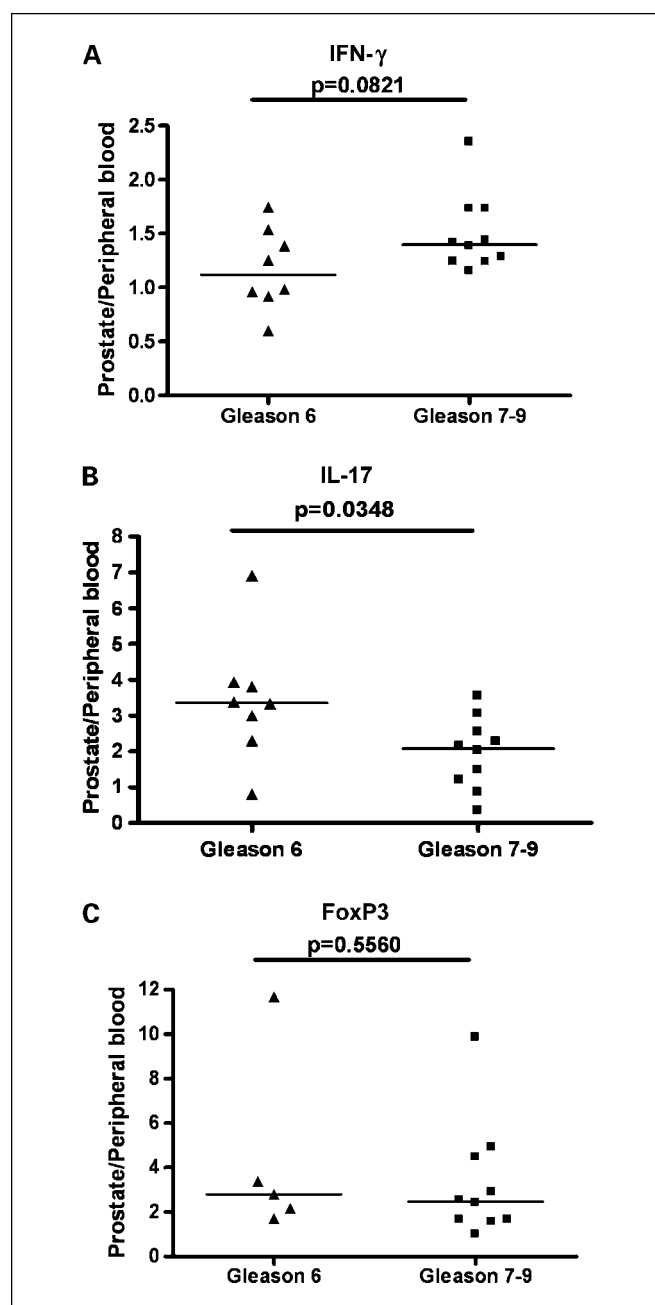 A
IFN-γ
p=0.0821
Prostate/Peripheral blood
2.5
2.0
1.5
1.0
0.5
0.0
Gleason 6 Gleason 7-9
B
IL-17
p=0.0348
Prostate/Peripheral blood
8
7
6
5
4
3
2
1
0
Gleason 6 Gleason 7-9
C
FoxP3
p=0.5560
Prostate/Peripheral blood
12
10
8
6
4
2
0
Gleason 6 Gleason 7-9